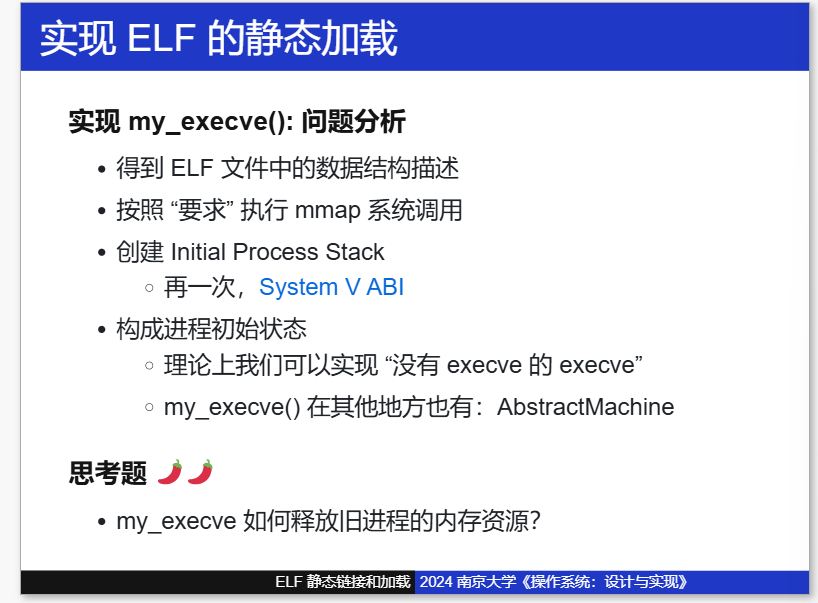 实现 ELF 的静态加载
实现 my_execve(): 问题分析
得到 ELF 文件中的数据结构描述
按照 “要求” 执行 mmap 系统调用
创建 Initial Process Stack
再一次，System V ABI
构成进程初始状态
理论上我们可以实现 “没有 execve 的 execve”
my_execve() 在其他地方也有：AbstractMachine
思考题 🌶️🌶️
my_execve 如何释放旧进程的内存资源？
ELF 静态链接和加载 2024 南京大学《操作系统：设计与实现》